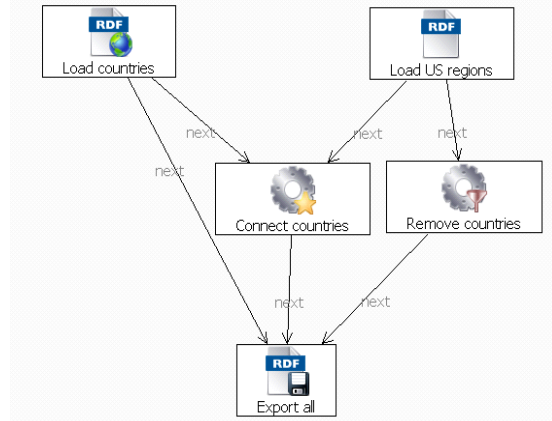 RDF
Load countries
RDF
Load US regions
next
next
next
next
Connect countries
Remove countries
next
next
RDF
Export all